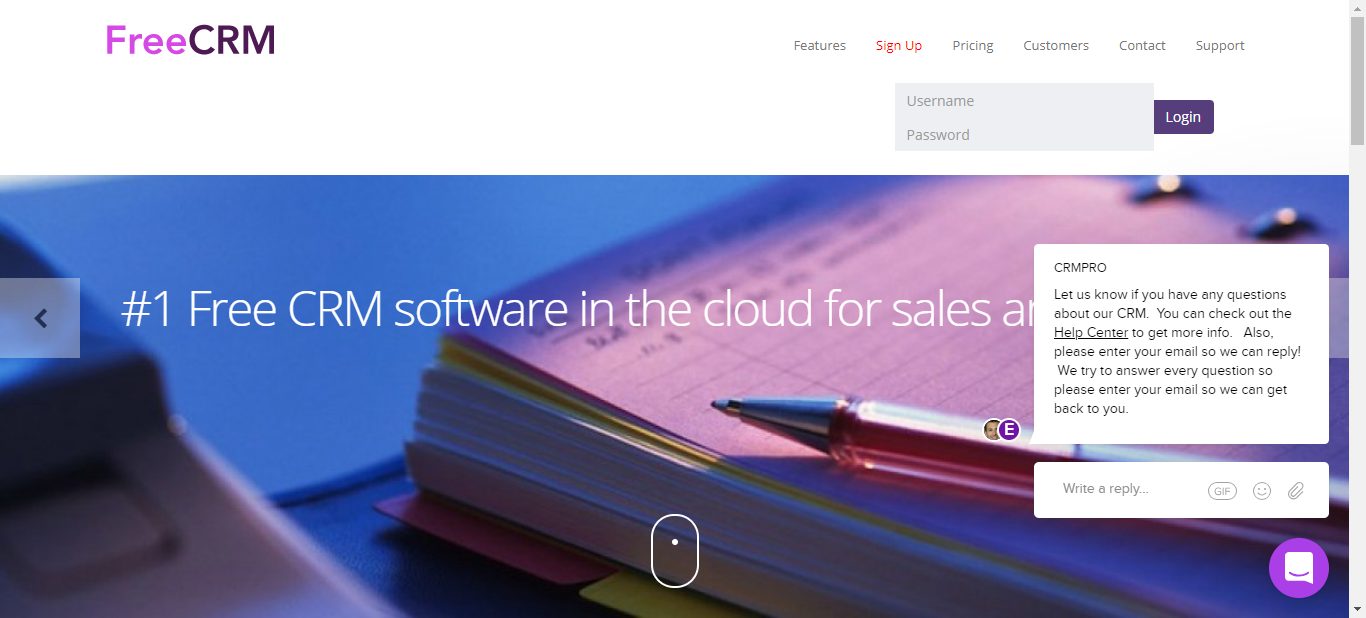 FreeCRM
Features
Sign Up
Pricing
Customers
Contact
Support
Username
Password
Login
#1 Free CRM software in the cloud for sales
CRMPRO
Let us know if you have any questions
about our CRM. You can check out the
Help Center to get more info. Also,
please enter your email so we can reply!
We try to answer every question so
please enter your email so we can get
back to you.
E
Write a reply...
GIF